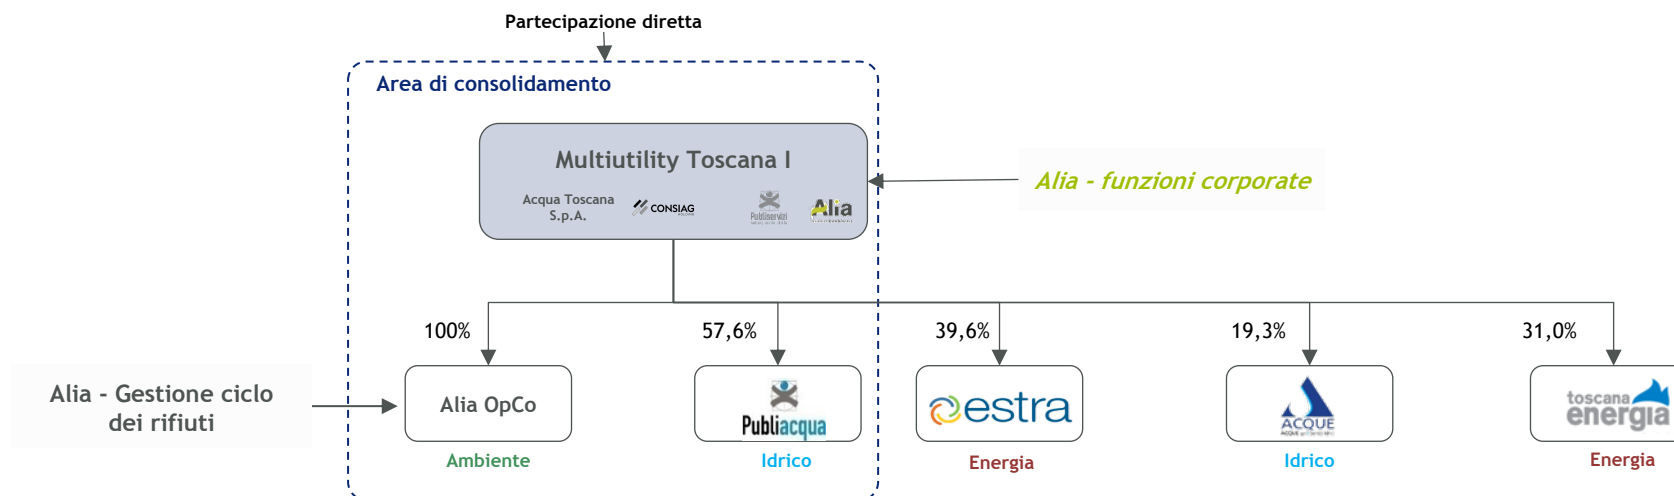 Partecipazione diretta
Area di consolidamento
Multiutility Toscana I
Acqua Toscana
S.p.A.
CONSIAG
Publiservizi
Alia
Alia - funzioni corporate
100%
57,6%
39,6%
19,3%
31,0%
Alia - Gestione ciclo
dei rifiuti
Alia OpCo
Publiacqua
estra
ACQUE
toscana
energia
Ambiente
Idrico
Energia
Idrico
Energia